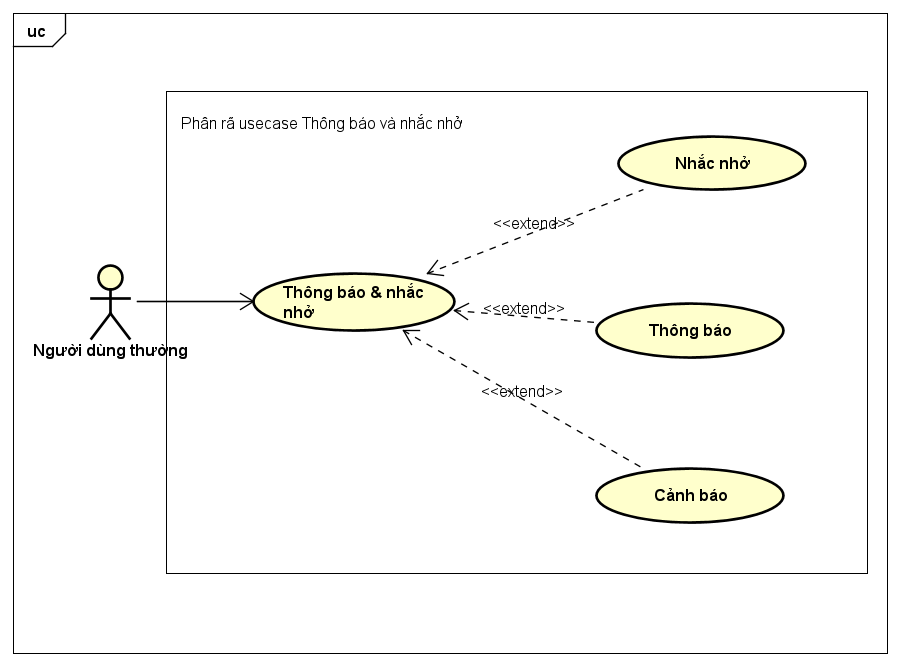 uc
Phân rã usecase Thông báo và nhắc nhở
Nhắc nhở
<<extend>>
Thông báo & nhắc
nhở
<<extend>>
Thông báo
Người dùng thường
<<extend>>
Cảnh báo